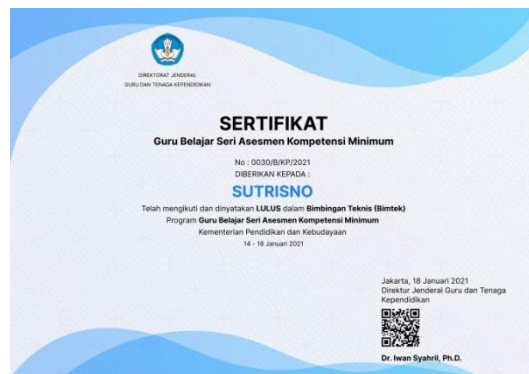 DIREKTORAT JENDERAL
GURU DAN TENAGA KEPENDIDIKAN
SERTIFIKAT
Guru Belajar Seri Asesmen Kompetensi Minimum
No : 0030/B/KP/2021
DIBERIKAN KEPADA :
SUTRISNO
Telah mengikuti dan dinyatakan LULUS dalam Bimbingan Teknis (Bimtek)
Program Guru Belajar Seri Asesmen Kompetensi Minimum
Kementerian Pendidikan dan Kebudayaan
14 - 18 Januari 2021
Jakarta, 18 Januari 2021
Direktur Jenderal Guru dan Tenaga
Kependidikan
Dr. Iwan Syahril, Ph.D.